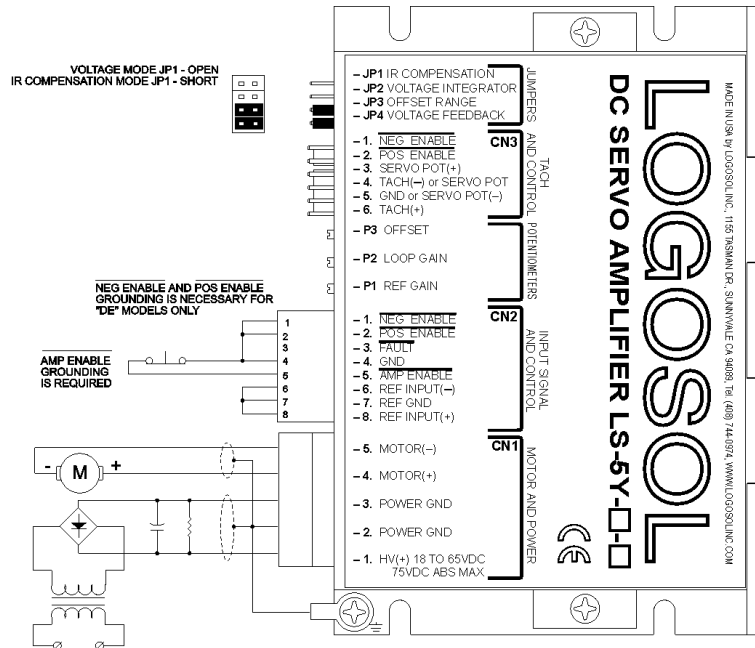 VOLTAGE MODE JP1 - OPEN
IR COMPENSATION MODE JP1 - SHORT
- JP1 IR COMPENSATION
- JP2 VOLTAGE INTEGRATOR
- JP3 OFFSET RANGE
- JP4 VOLTAGE FEEDBACK
JUMPERS
CN3
- 1. NEG ENABLE
- 2. POS ENABLE
- 3. SERVO POT(+)
- 4. TACH(–) or SERVO POT
- 5. GND or SERVO POT(–)
- 6. TACH(+)
TACH
AND CONTROL
- P3 OFFSET
- P2 LOOP GAIN
- P1 REF GAIN
POTENTIOMETERS
NEG ENABLE AND POS ENABLE
GROUNDING IS NECESSARY FOR
"DE" MODELS ONLY
AMP ENABLE
GROUNDING
IS REQUIRED
1
2
3
4
5
6
7
8
CN2
- 1. NEG ENABLE
- 2. POS ENABLE
- 3. FAULT
- 4. GND
- 5. AMP ENABLE
- 6. REF INPUT(–)
- 7. REF GND
- 8. REF INPUT(+)
INPUT SIGNAL
AND CONTROL
CN1
- 5. MOTOR(–)
- 4. MOTOR(+)
- 3. POWER GND
- 2. POWER GND
- 1. HV(+) 18 TO 65VDC
75VDC ABS MAX
MOTOR AND POWER
- M +
CE
DC SERVO AMPLIFIER LS-5Y-□-□
LOGOSOL
MADE IN USA by LOGOSOL INC., 1155 TASMAN DR., SUNNYVALE CA 94089, Tel. (408) 744-0974, WWW.LOGOSOLINC.COM